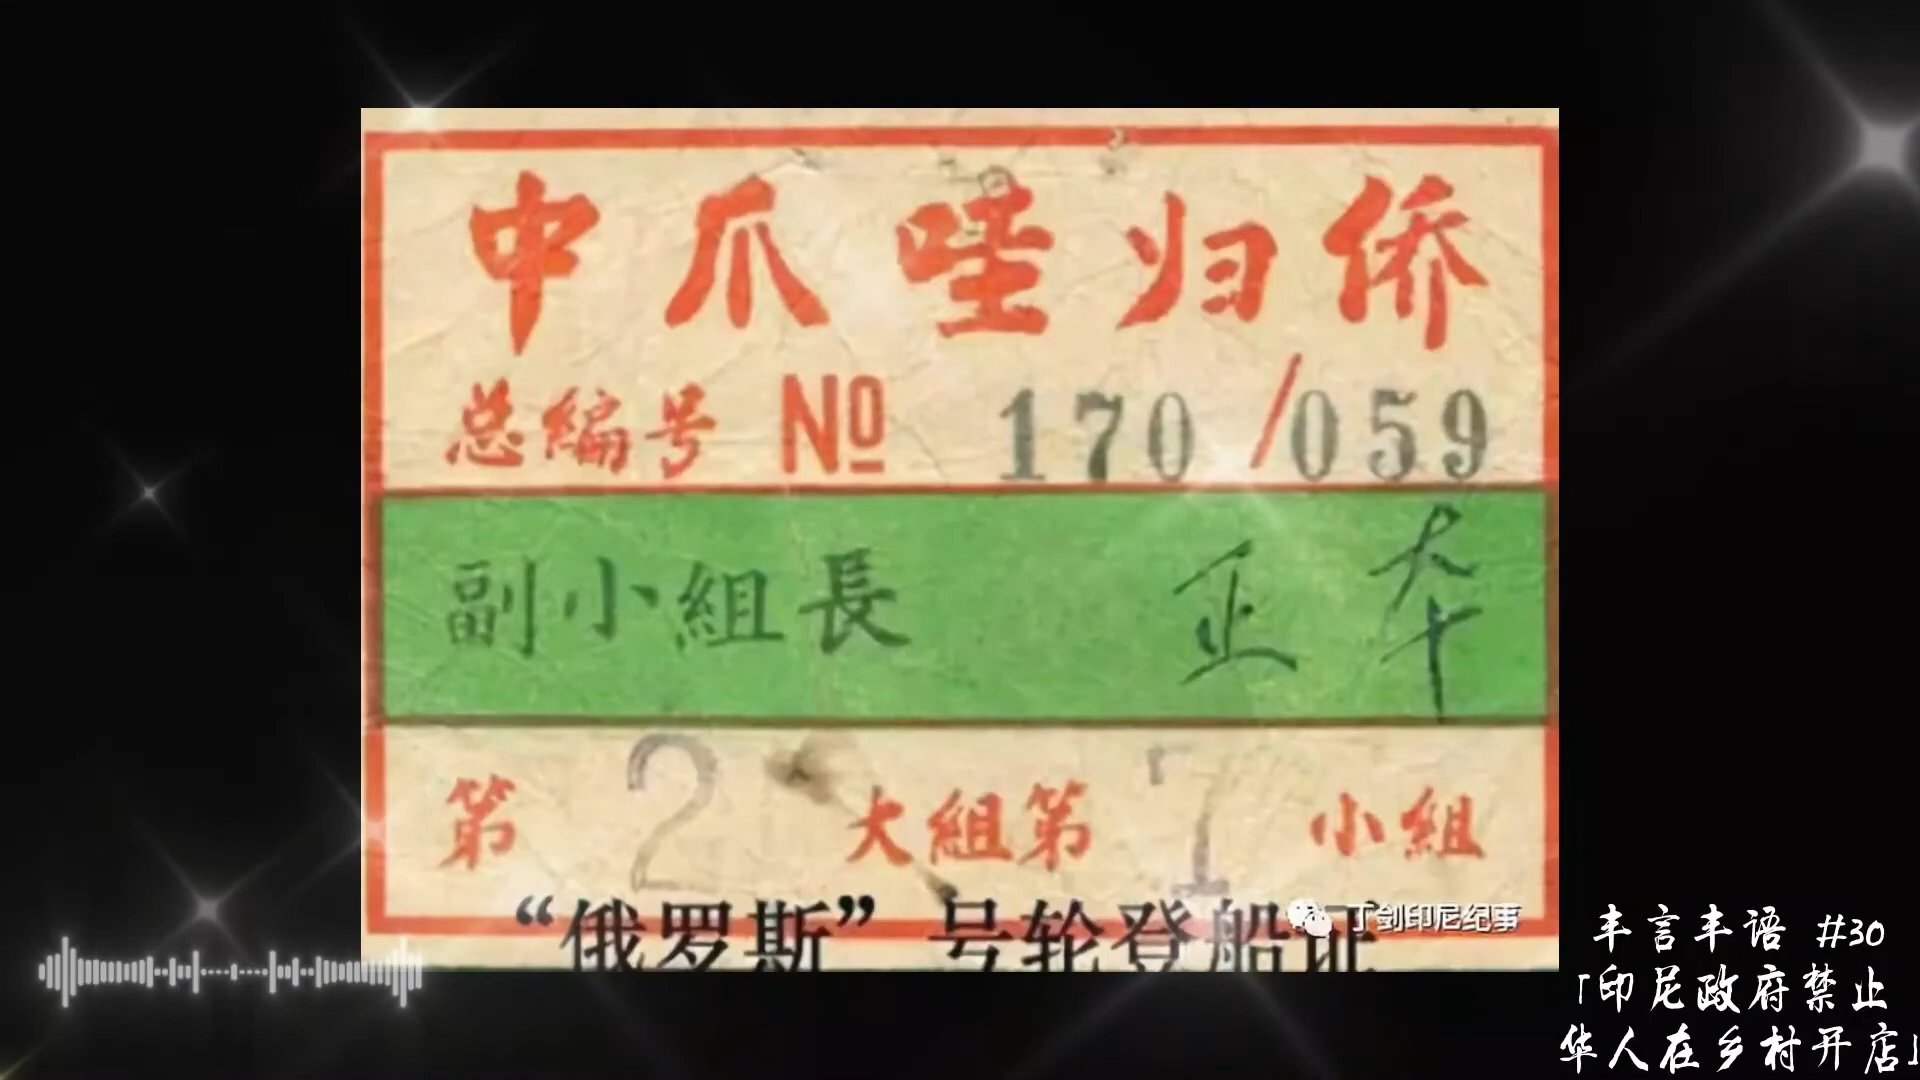 中爪哇归侨
总编号 № 170/059
副小組長 正本
第2大組第7小組
“俄罗斯”号轮登船证
丁剑印尼纪事
丰言丰语 #30
「印尼政府禁止
华人在乡村开店」